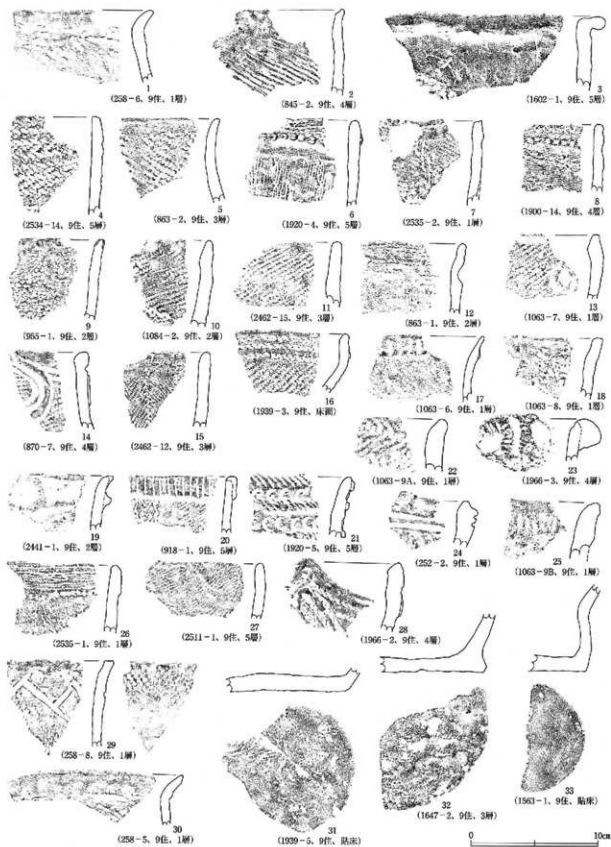 1
(258-6、9住、1層)
2
(845-2、9住、4層)
3
(1602-1、9住、5層)
4
(2534-14、9住、5層)
5
(863-2、9住、3層)
6
(1920-4、9住、5層)
7
(2535-2、9住、1層)
8
(1900-14、9住、4層)
9
(955-1、9住、2層)
10
(1084-2、9住、2層)
11
(2462-15、9住、3層)
12
(863-1、9住、2層)
13
(1063-7、9住、1層)
14
(870-7、9住、4層)
15
(2462-12、9住、3層)
16
(1939-3、9住、床面)
17
(1063-6、9住、1層)
18
(1063-8、9住、1層)
22
(1063-9A、9住、1層)
23
(1966-3、9住、4層)
19
(2441-1、9住、2層)
20
(918-1、9住、5層)
21
(1920-5、9住、5層)
24
(252-2、9住、1層)
25
(1063-9B、9住、1層)
26
(2535-1、9住、1層)
27
(2511-1、9住、5層)
28
(1966-2、9住、4層)
29
(258-8、9住、1層)
30
(258-5、9住、1層)
31
(1939-5、9住、貼床)
32
(1647-2、9住、3層)
33
(1563-1、9住、貼床)
0
10cm